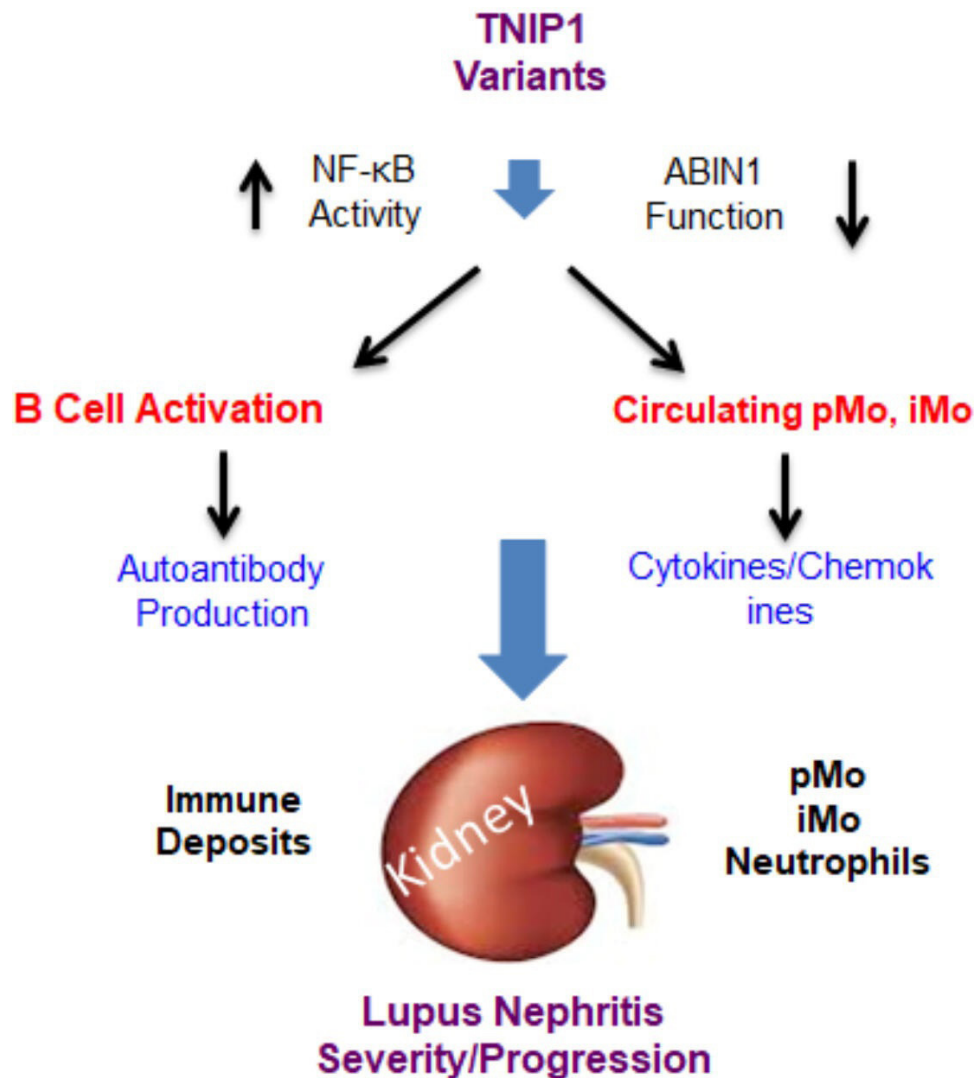 TNIP1
Variants
NF-κB
Activity
ABIN1
Function
B Cell Activation
Circulating pMo, iMo
Autoantibody
Production
Cytokines/Chemok
ines
Immune
Deposits
Kidney
pMo
iMo
Neutrophils
Lupus Nephritis
Severity/Progression